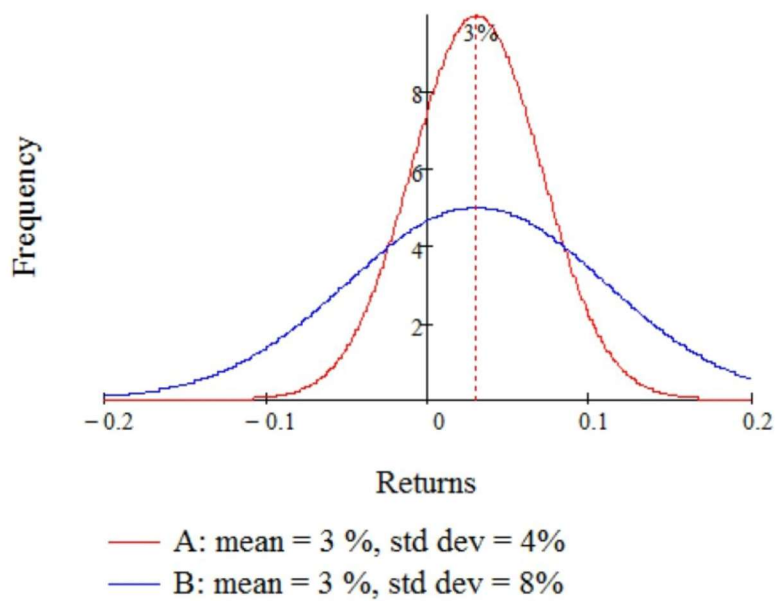 3%
8
6
4
2
Frequency
−0.2 −0.1 0 0.1 0.2
Returns
A: mean = 3 %, std dev = 4%
B: mean = 3 %, std dev = 8%